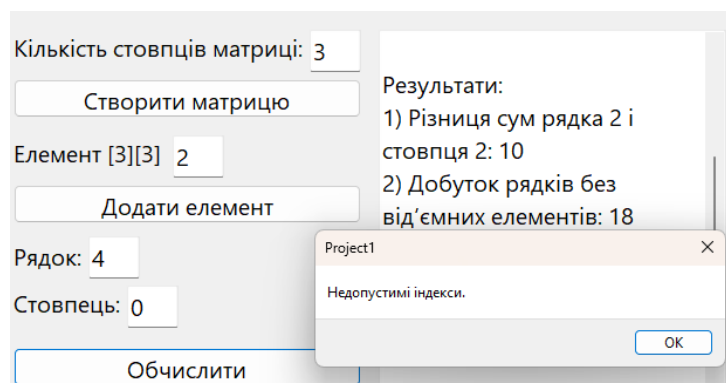 Кількість стовпців матриці: 3
Створити матрицю
Елемент [3][3] 2
Додати елемент
Рядок: 4
Стовпець: 0
Обчислити
Результати:
1) Різниця сум рядка 2 і
стовпця 2: 10
2) Добуток рядків без
від’ємних елементів: 18
Project1
Недопустимі індекси.
OK